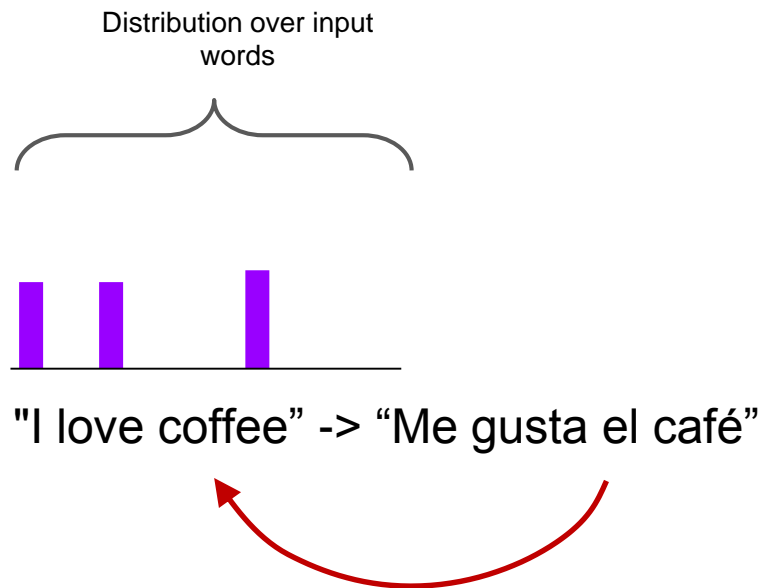 Distribution over input
words
"I love coffee” -> “Me gusta el café”